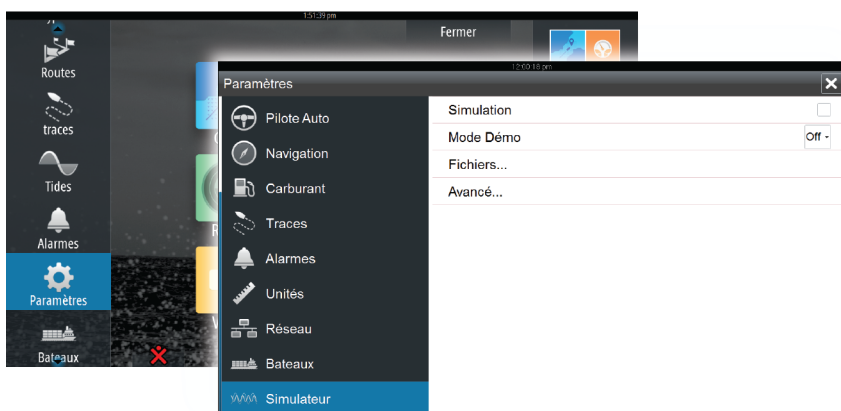 1:51:39 pm
Fermer
Routes
traces
Tides
Alarmes
Paramètres
Bateaux
12:00:18 pm
Paramètres
Pilote Auto
Navigation
Carburant
Traces
Alarmes
Unités
Réseau
Bateaux
Simulateur
Simulation
Mode Démo
Off
Fichiers...
Avancé...